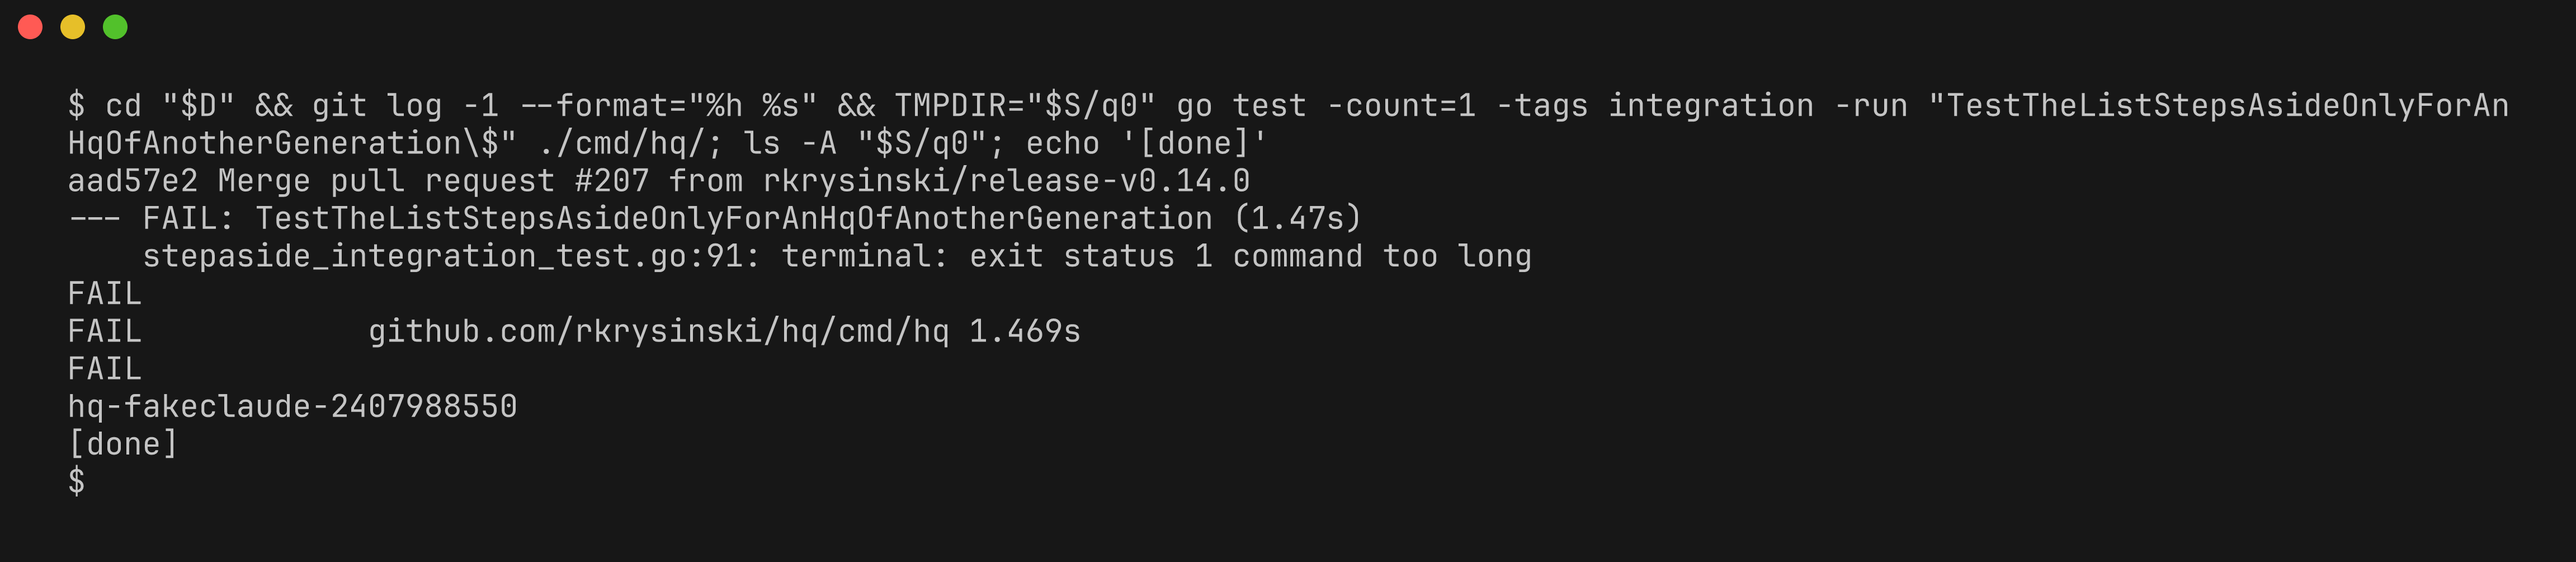 $ cd "$D" && git log -1 --format="%h %s" && TMPDIR="$S/q0" go test -count=1 -tags integration -run "TestTheListStepsAsideOnlyForAn
HqOfAnotherGeneration\$" ./cmd/hq/; ls -A "$S/q0"; echo '[done]'
aad57e2 Merge pull request #207 from rkrysinski/release-v0.14.0
--- FAIL: TestTheListStepsAsideOnlyForAnHqOfAnotherGeneration (1.47s)
    stepaside_integration_test.go:91: terminal: exit status 1 command too long
FAIL
FAIL            github.com/rkrysinski/hq/cmd/hq 1.469s
FAIL
hq-fakeclaude-2407988550
[done]
$